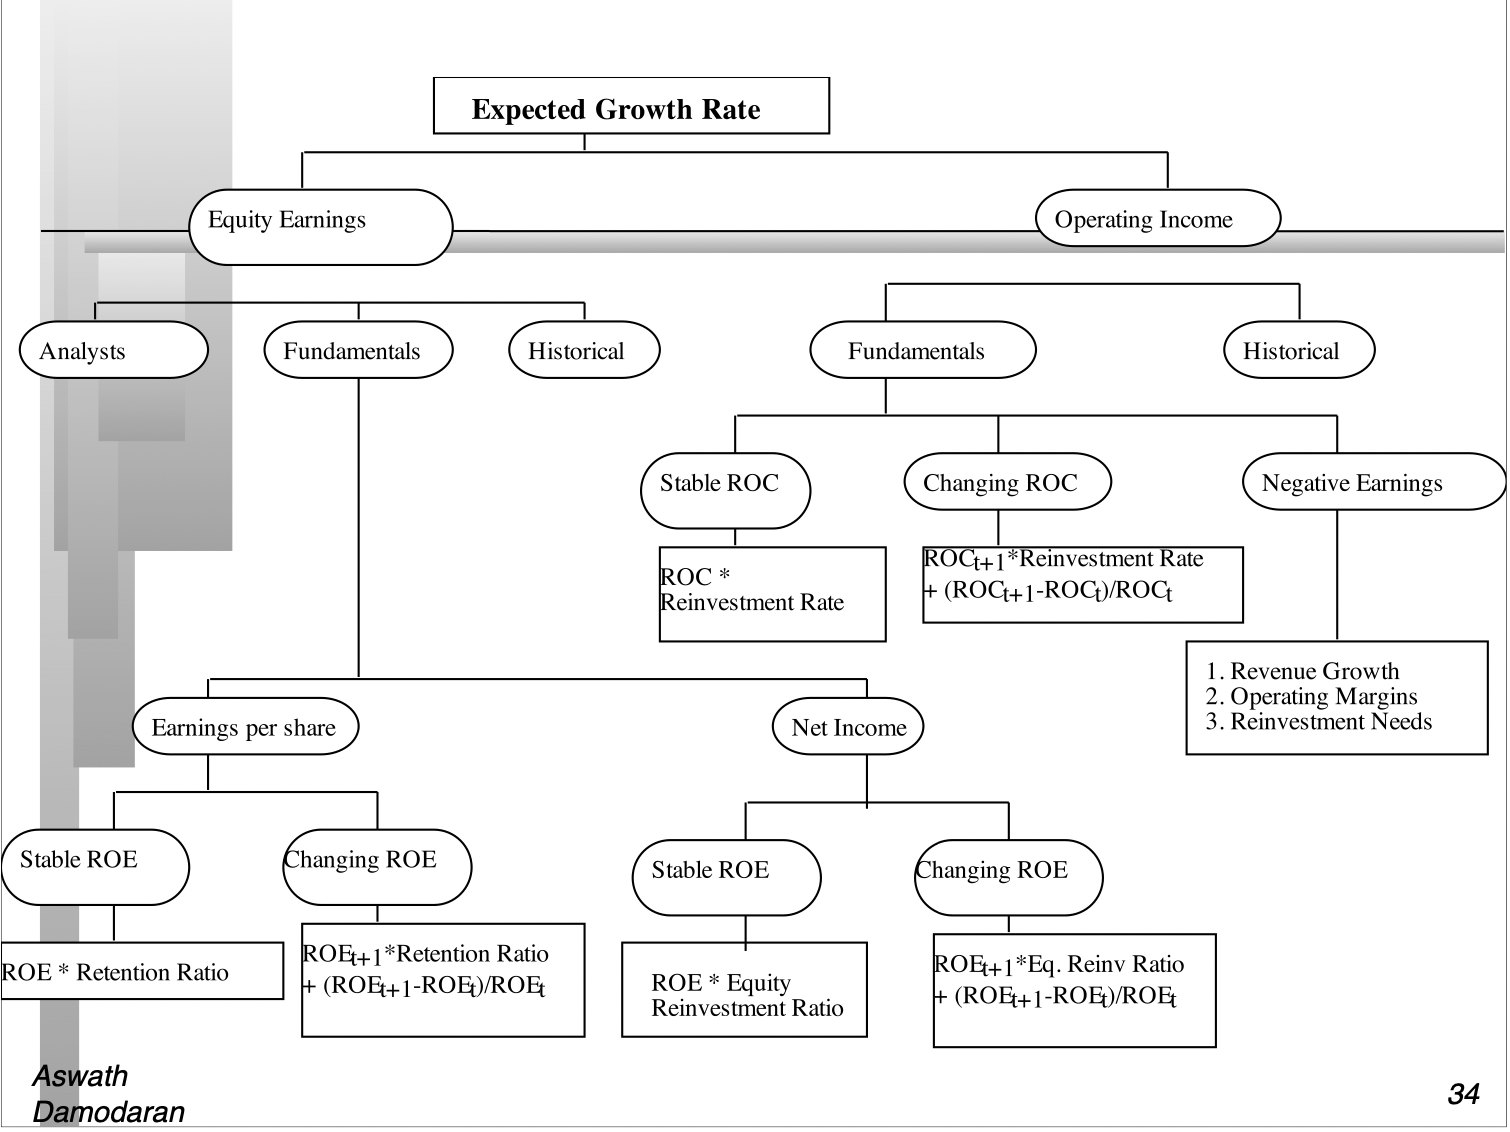 Expected Growth Rate
Equity Earnings
Operating Income
Analysts
Fundamentals
Historical
Fundamentals
Historical
Stable ROC
Changing ROC
Negative Earnings
ROC *
Reinvestment Rate
ROCt+1*Reinvestment Rate
+ (ROCt+1-ROCt)/ROCt
1. Revenue Growth
2. Operating Margins
3. Reinvestment Needs
Earnings per share
Net Income
Stable ROE
Changing ROE
Stable ROE
Changing ROE
ROE * Retention Ratio
ROEt+1*Retention Ratio
+ (ROEt+1-ROEt)/ROEt
ROE * Equity
Reinvestment Ratio
ROEt+1*Eq. Reinv Ratio
+ (ROEt+1-ROEt)/ROEt
Aswath
Damodaran
34